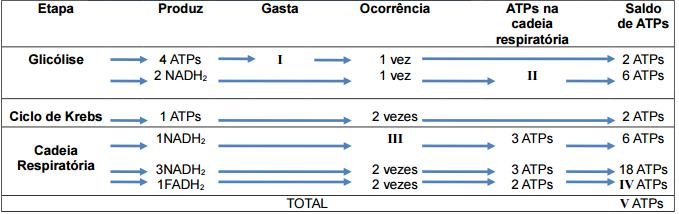 Etapa Produz Gasta Ocorrência ATPs na cadeia respiratória Saldo de ATPs
Glicólise 4 ATPs I 1 vez 2 ATPs
2 NADH₂ 1 vez II 6 ATPs
Ciclo de Krebs 1 ATPs 2 vezes 2 ATPs
Cadeia Respiratória 1NADH₂ III 3 ATPs 6 ATPs
3NADH₂ 2 vezes 3 ATPs 18 ATPs
1FADH₂ 2 vezes 2 ATPs IV ATPs
TOTAL V ATPs